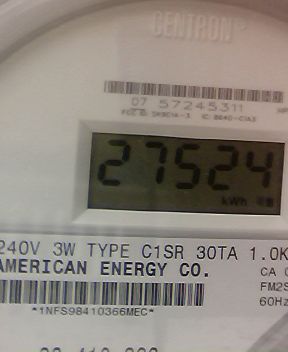 CENTRON®
07 57245311
27524
kWh
240V 3W TYPE C1SR 30TA 1.0K
AMERICAN ENERGY CO.
CA
FM2S
60Hz
*1NFS98410366MEC*